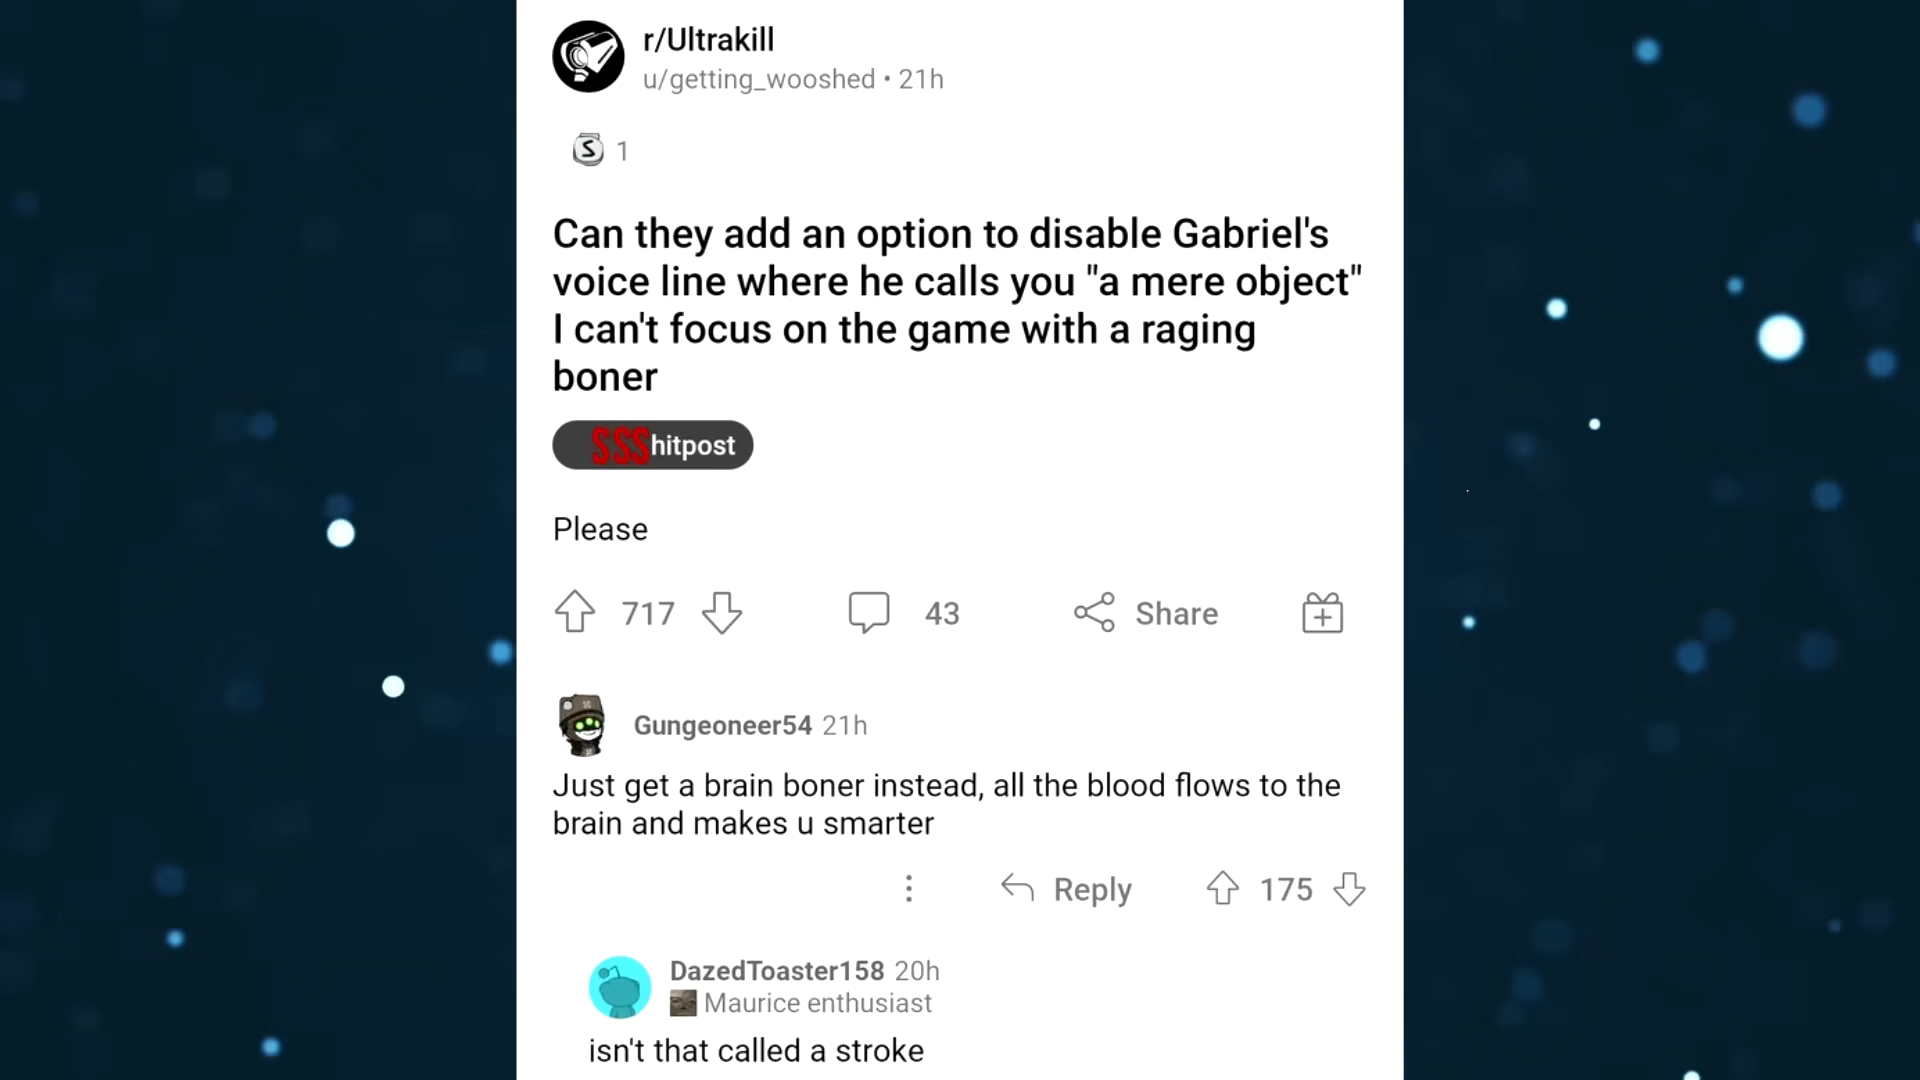 r/Ultrakill
u/getting_wooshed • 21h
S 1
Can they add an option to disable Gabriel's
voice line where he calls you "a mere object"
I can't focus on the game with a raging
boner
SSShitpost
Please
717 43 Share
Gungeoneer54 21h
Just get a brain boner instead, all the blood flows to the
brain and makes u smarter
Reply 175
DazedToaster158 20h
Maurice enthusiast
isn't that called a stroke